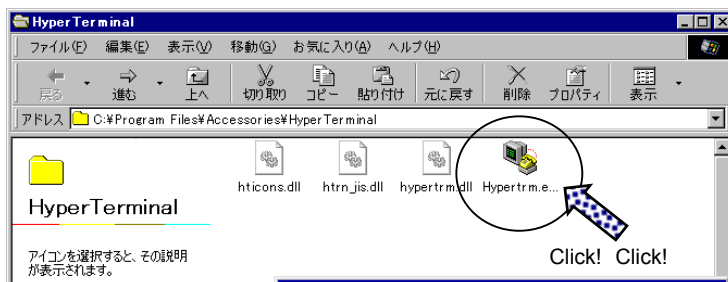 HyperTerminal
ファイル(F) 編集(E) 表示(V) 移動(G) お気に入り(A) ヘルプ(H)
戻る 進む 上へ 切り取り コピー 貼り付け 元に戻す 削除 プロパティ 表示
アドレス C:¥Program Files¥Accessories¥HyperTerminal
hticons.dll htrn_jis.dll hypertrm.dll Hypertrm.e...
HyperTerminal
Click! Click!
アイコンを選択すると、その説明
が表示されます。